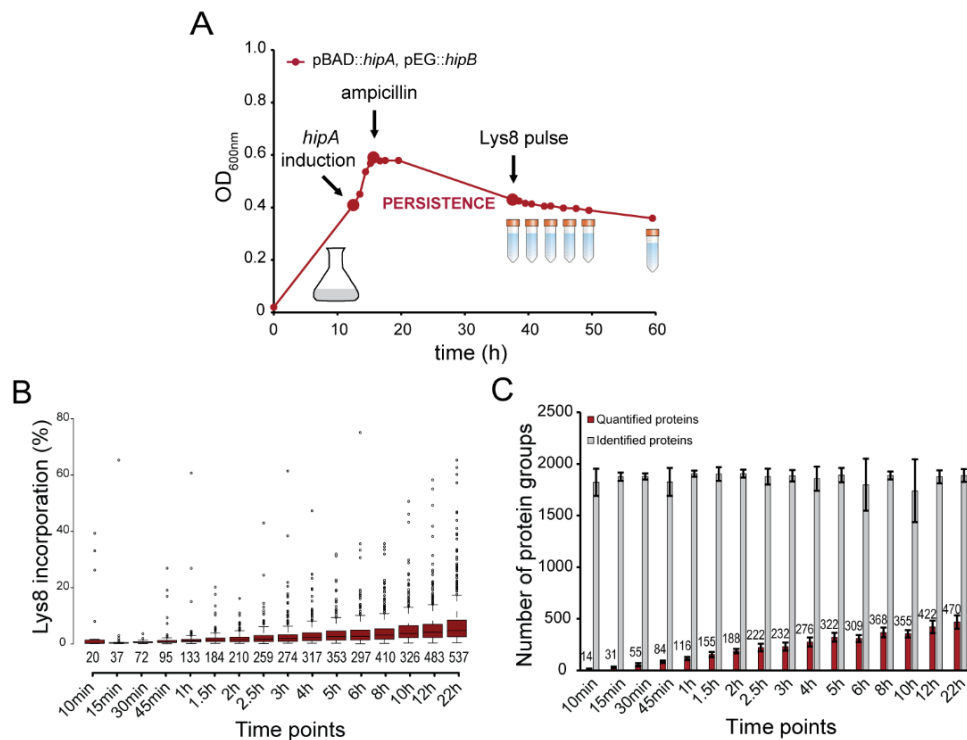 A
pBAD::hipA, pEG::hipB
ampicillin
hipA
induction
Lys8 pulse
PERSISTENCE
OD600nm
1.0
0.8
0.6
0.4
0.2
0
0 10 20 30 40 50 60
time (h)
B
Lys8 incorporation (%)
80
60
40
20
0
20 37 72 95 133 184 210 259 274 317 353 297 410 326 483 537
10min 15min 30min 45min 1h 1.5h 2h 2.5h 3h 4h 5h 6h 8h 10h 12h 22h
Time points
C
Quantified proteins
Identified proteins
Number of protein groups
2500
2000
1500
1000
500
0
14 31 55 84 116 155 188 222 232 276 322 309 368 355 422 470
10min 15min 30min 45min 1h 1.5h 2h 2.5h 3h 4h 5h 6h 8h 10h 12h 22h
Time points